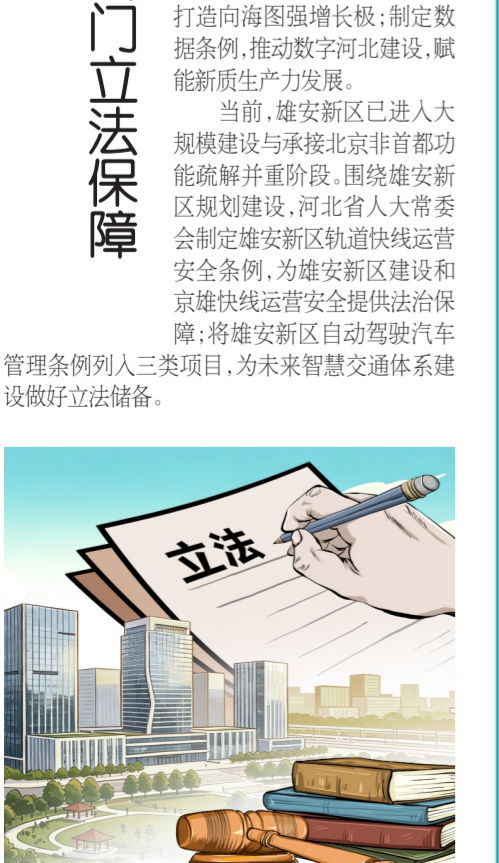 门立法保障
打造向海图强增长极；制定数
据条例，推动数字河北建设，赋
能新质生产力发展。
当前，雄安新区已进入大
规模建设与承接北京非首都功
能疏解并重阶段。围绕雄安新
区规划建设，河北省人大常委
会制定雄安新区轨道快线运营
安全条例，为雄安新区建设和
京雄快线运营安全提供法治保
障；将雄安新区自动驾驶汽车
管理条例列入三类项目，为未来智慧交通体系建
设做好立法储备。
立法